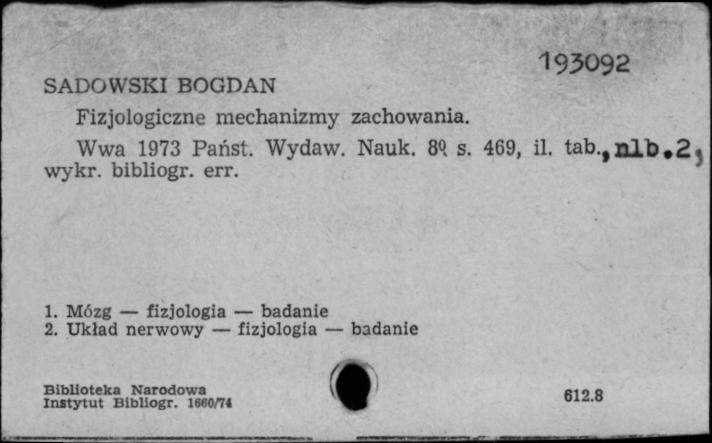 193092
SADOWSKI BOGDAN
Fizjologiczne mechanizmy zachowania.
Wwa 1973 Państ. Wydaw. Nauk. 8º s. 469, il. tab., nlb.2,
wykr. bibliogr. err.
1. Mózg — fizjologia — badanie
2. Układ nerwowy — fizjologia — badanie
Biblioteka Narodowa
Instytut Bibliogr. 1660/74
612.8